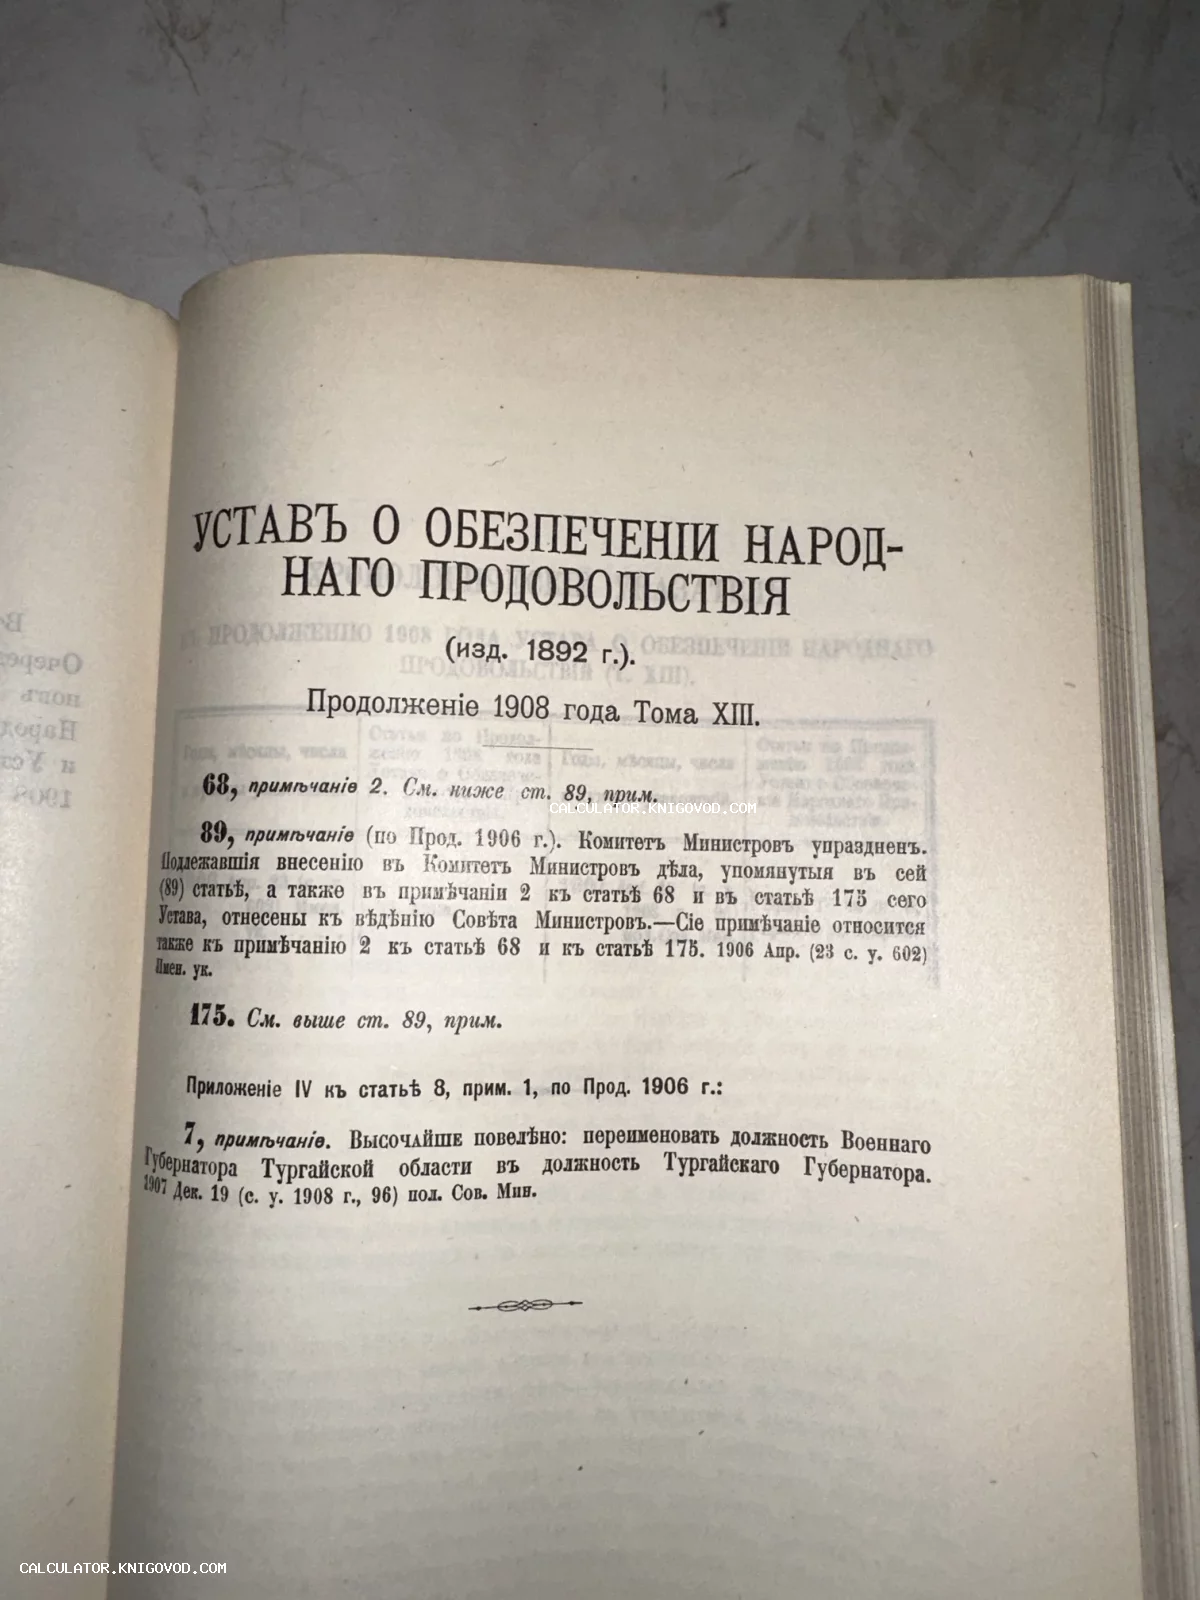 УСТАВЪ О ОБЕЗПЕЧЕНІИ НАРОД-
НАГО ПРОДОВОЛЬСТВІЯ
(изд. 1892 г.).
Продолженіе 1908 года Тома XIII.
68, примѣчаніе 2. См. ниже ст. 89, прим.
CALCULATOR.KNIGOVOD.COM
89, примѣчаніе (по Прод. 1906 г.). Комитетъ Министровъ упраздненъ.
Подлежавшія внесенію въ Комитетъ Министровъ дѣла, упомянутыя въ сей
(89) статьѣ, а также въ примѣчаніи 2 къ статьѣ 68 и въ статьѣ 175 сего
Устава, отнесены къ вѣдѣнію Совѣта Министровъ.—Сіе примѣчаніе относится
также къ примѣчанію 2 къ статьѣ 68 и къ статьѣ 175. 1906 Апр. (23 с. у. 602)
Имен. ук.
175. См. выше ст. 89, прим.
Приложеніе IV къ статьѣ 8, прим. 1, по Прод. 1906 г.:
7, примѣчаніе. Высочайше повелѣно: переименовать должность Военнаго
Губернатора Тургайской области въ должность Тургайскаго Губернатора.
1907 Дек. 19 (с. у. 1908 г., 96) пол. Сов. Мин.
CALCULATOR.KNIGOVOD.COM